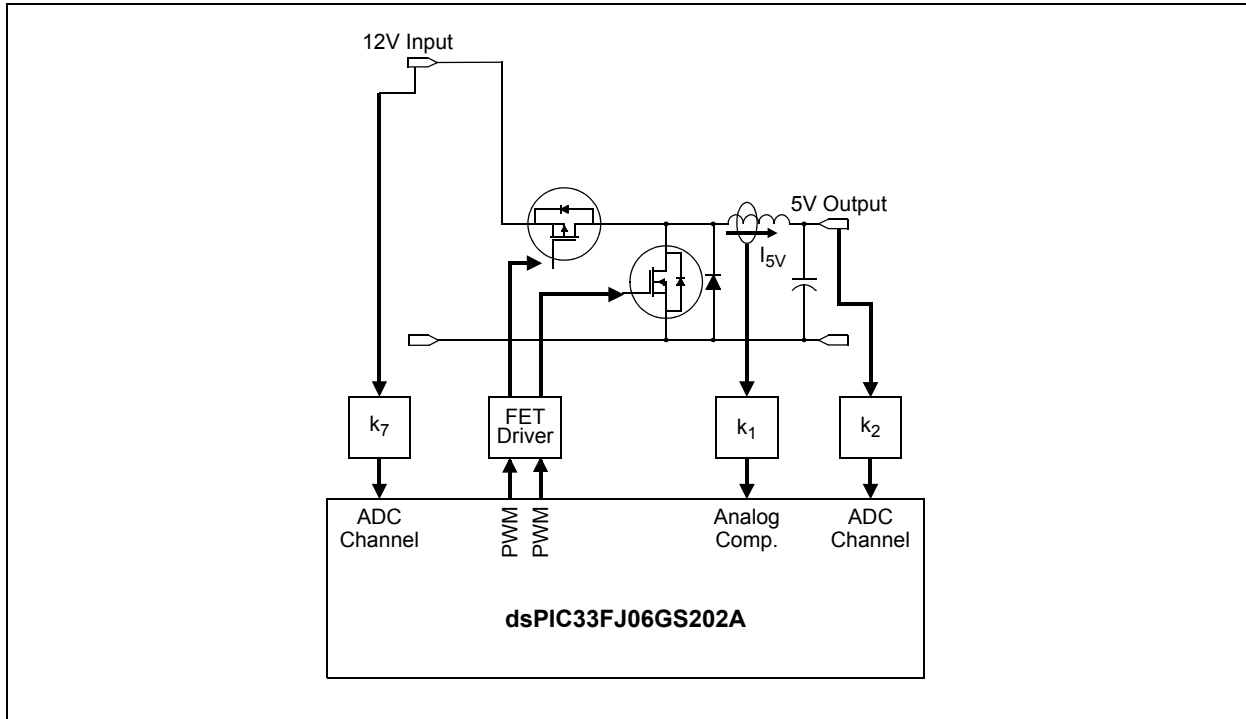 12V Input
5V Output
I5V
k7
FET
Driver
k1
k2
ADC
Channel
PWM
PWM
Analog
Comp.
ADC
Channel
dsPIC33FJ06GS202A